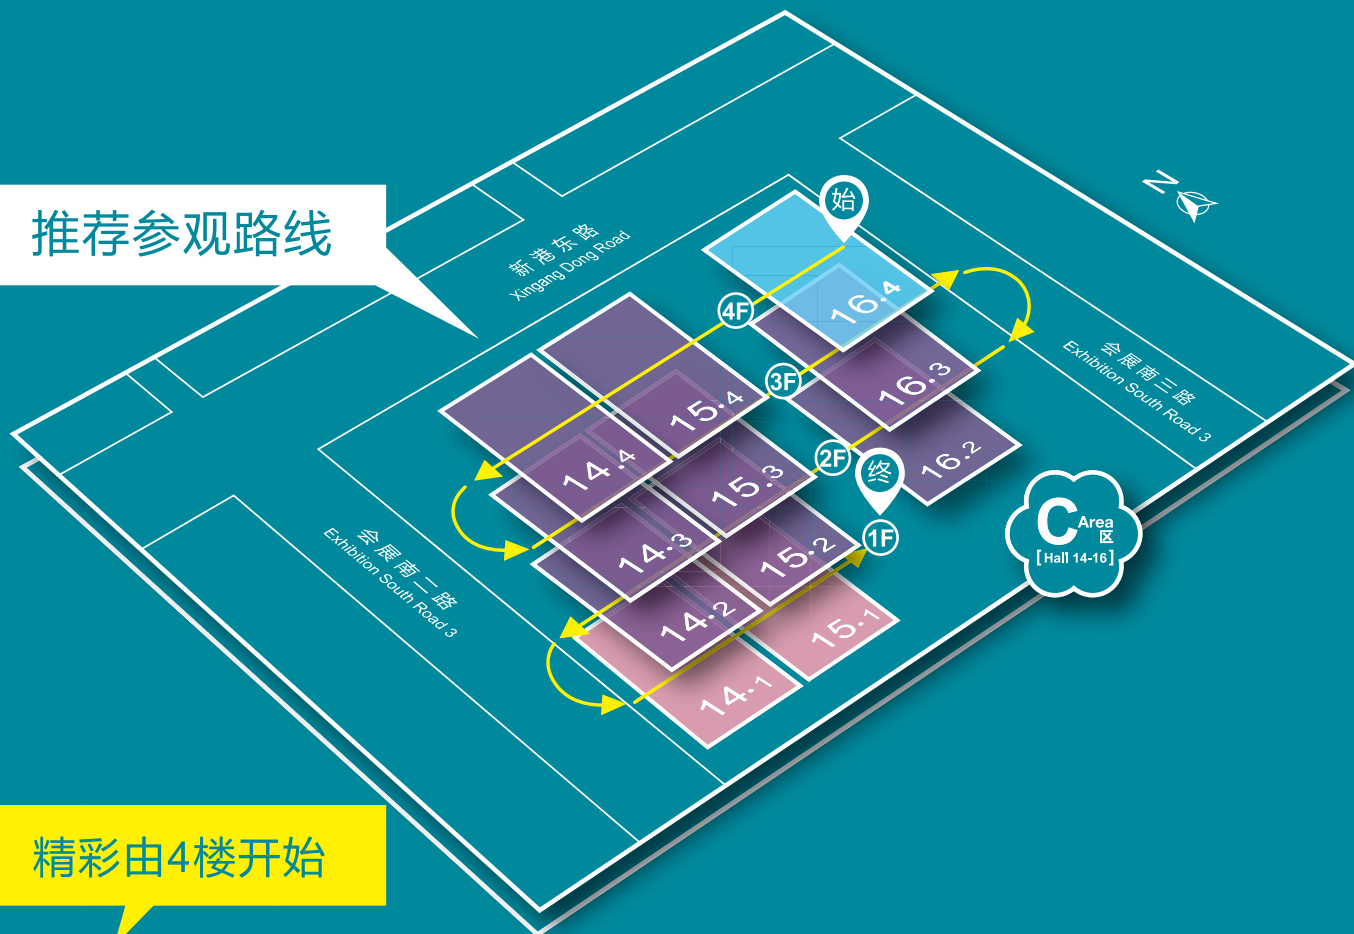 推荐参观路线
新港东路
Xingang Dong Road
始
N
16.4
4F
会展南三路
Exhibition South Road 3
3F
16.3
15.4
2F
终
16.2
14.4
15.3
C Area
区
[Hall 14-16]
1F
14.3
15.2
会展南二路
Exhibition South Road 3
14.2
15.1
14.1
精彩由4楼开始